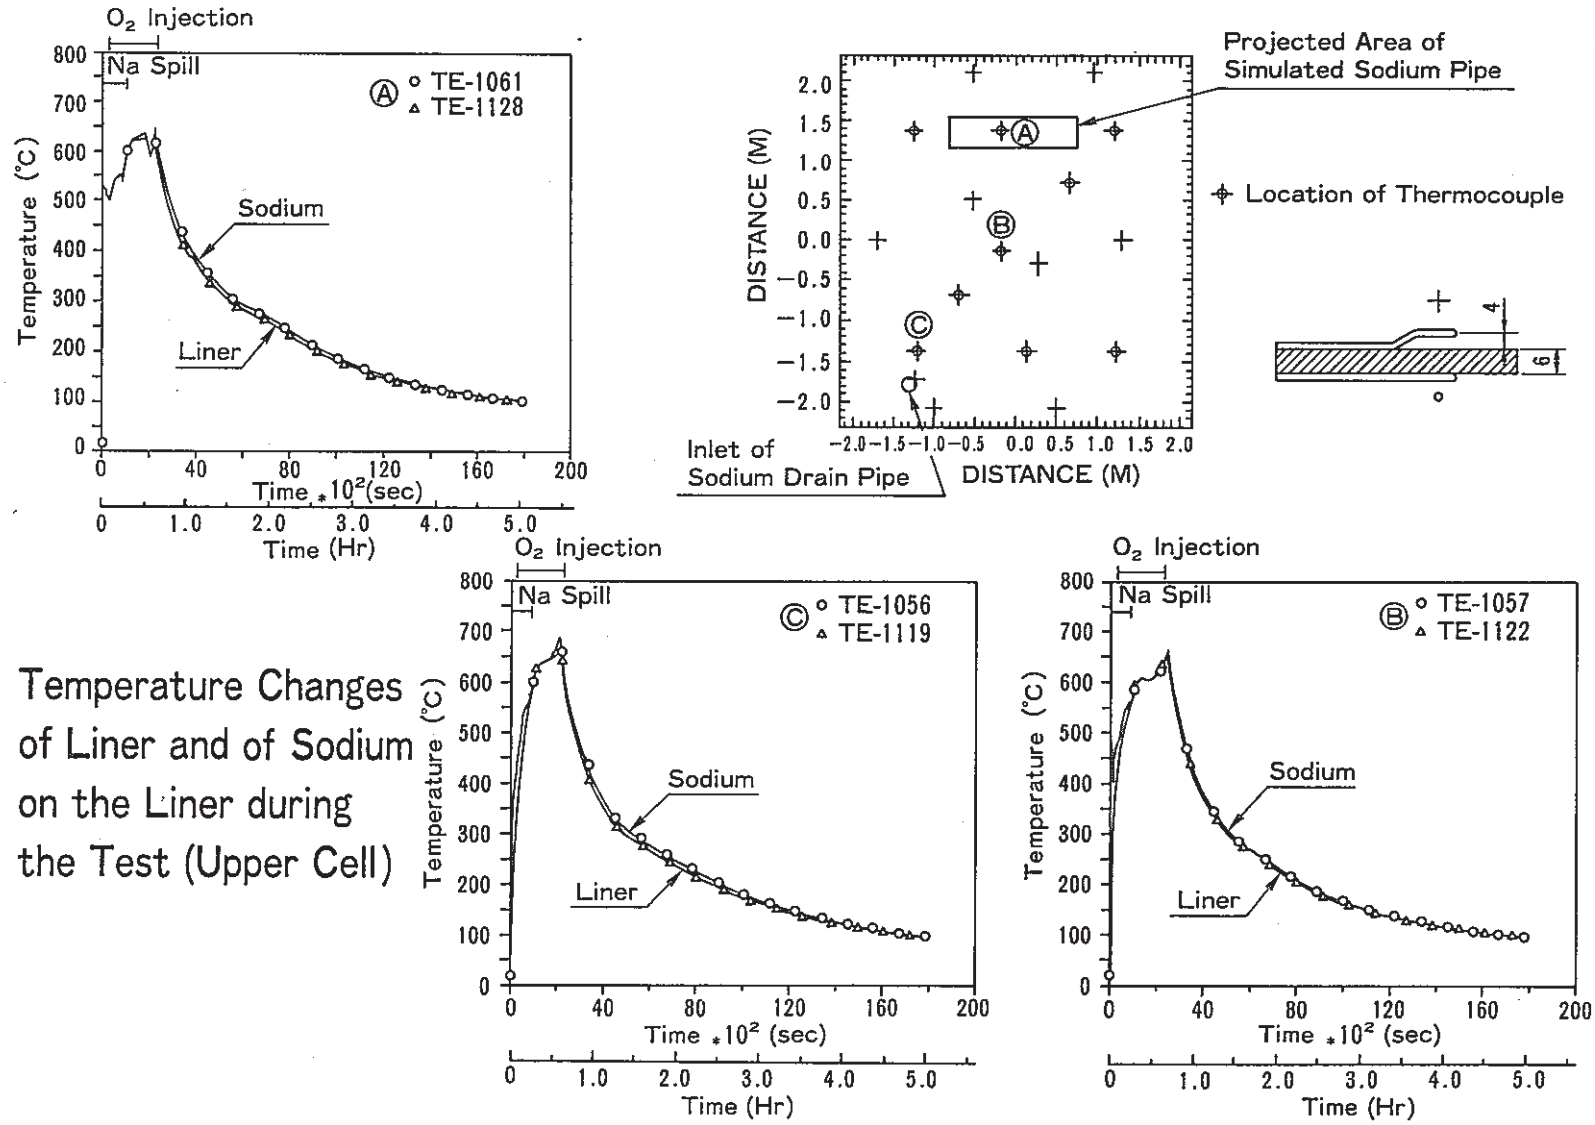 O₂ Injection
Na Spill
Ⓐ
○ TE-1061
△ TE-1128
Temperature (°C)
800
700
600
500
400
300
200
100
0
Sodium
Liner
0 40 80 120 160 200
Time *10² (sec)
0 1.0 2.0 3.0 4.0 5.0
Time (Hr)
Projected Area of
Simulated Sodium Pipe
DISTANCE (M)
2.0
1.5
1.0
0.5
0.0
−0.5
−1.0
−1.5
−2.0
Ⓐ
Ⓑ
Ⓒ
-2.0 -1.5 -1.0 -0.5 0.0 0.5 1.0 1.5 2.0
DISTANCE (M)
Inlet of
Sodium Drain Pipe
Location of Thermocouple
4
6
Temperature Changes
of Liner and of Sodium
on the Liner during
the Test (Upper Cell)
O₂ Injection
Na Spill
Ⓒ
○ TE-1056
△ TE-1119
Temperature (°C)
800
700
600
500
400
300
200
100
0
Sodium
Liner
0 40 80 120 160 200
Time *10² (sec)
0 1.0 2.0 3.0 4.0 5.0
Time (Hr)
O₂ Injection
Na Spill
Ⓑ
○ TE-1057
△ TE-1122
Temperature (°C)
800
700
600
500
400
300
200
100
0
Sodium
Liner
0 40 80 120 160 200
Time *10² (sec)
0 1.0 2.0 3.0 4.0 5.0
Time (Hr)